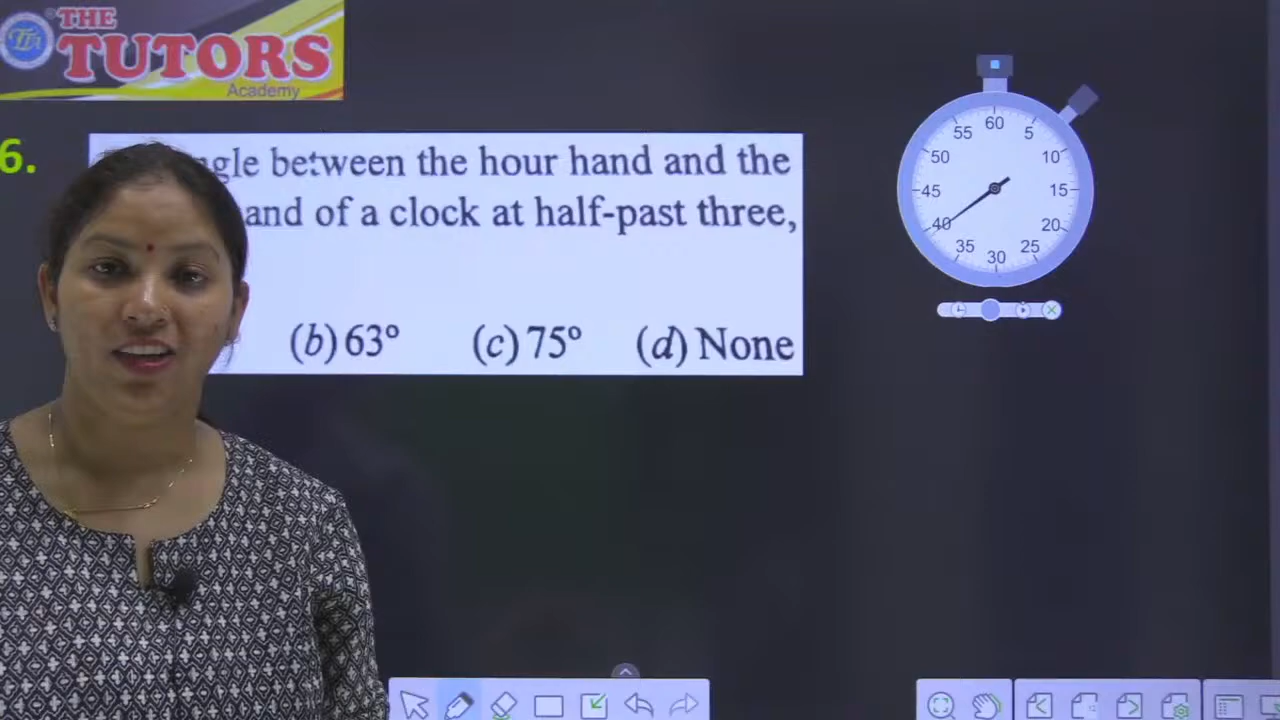 THE
TUTORS
Academy
6.
gle between the hour hand and the
and of a clock at half-past three,
(b) 63° (c) 75° (d) None
60
55 5
50 10
45 15
40 20
35 25
30